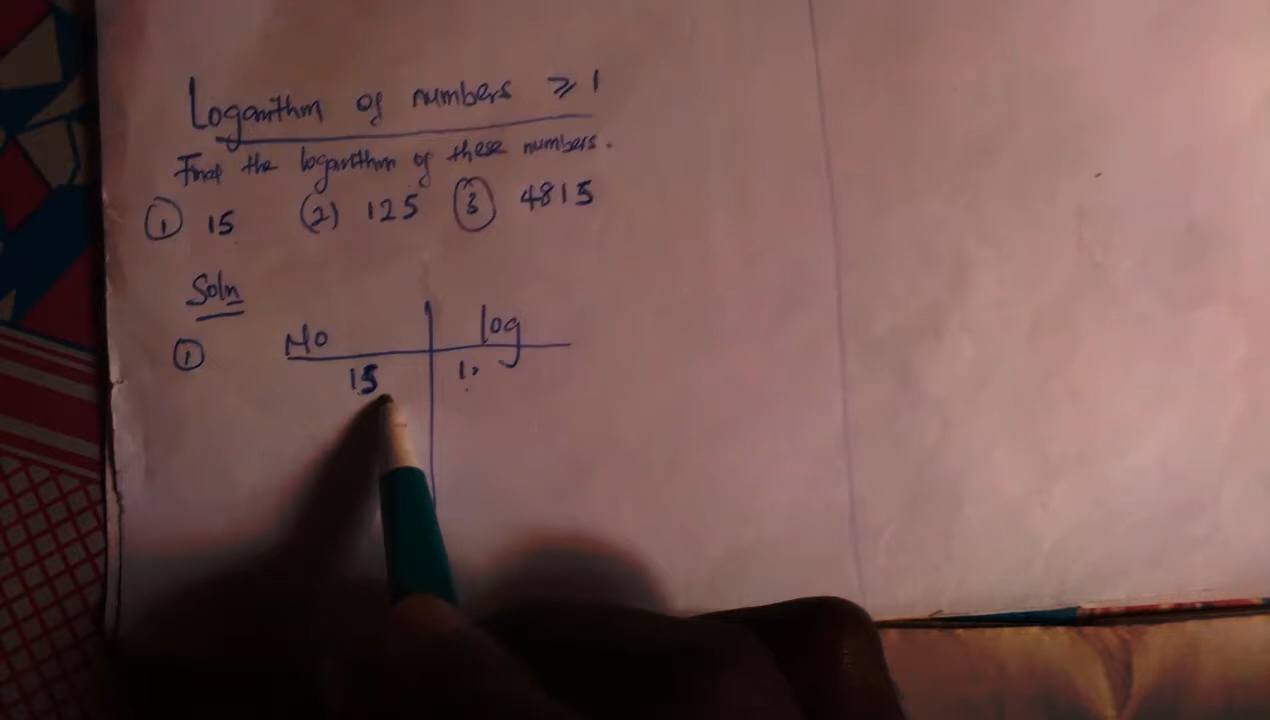 Logarithm of numbers ⩾ 1
Find the logarithm of these numbers.
① 15 (2) 125 ③ 4815
Soln
① No log
15 1.